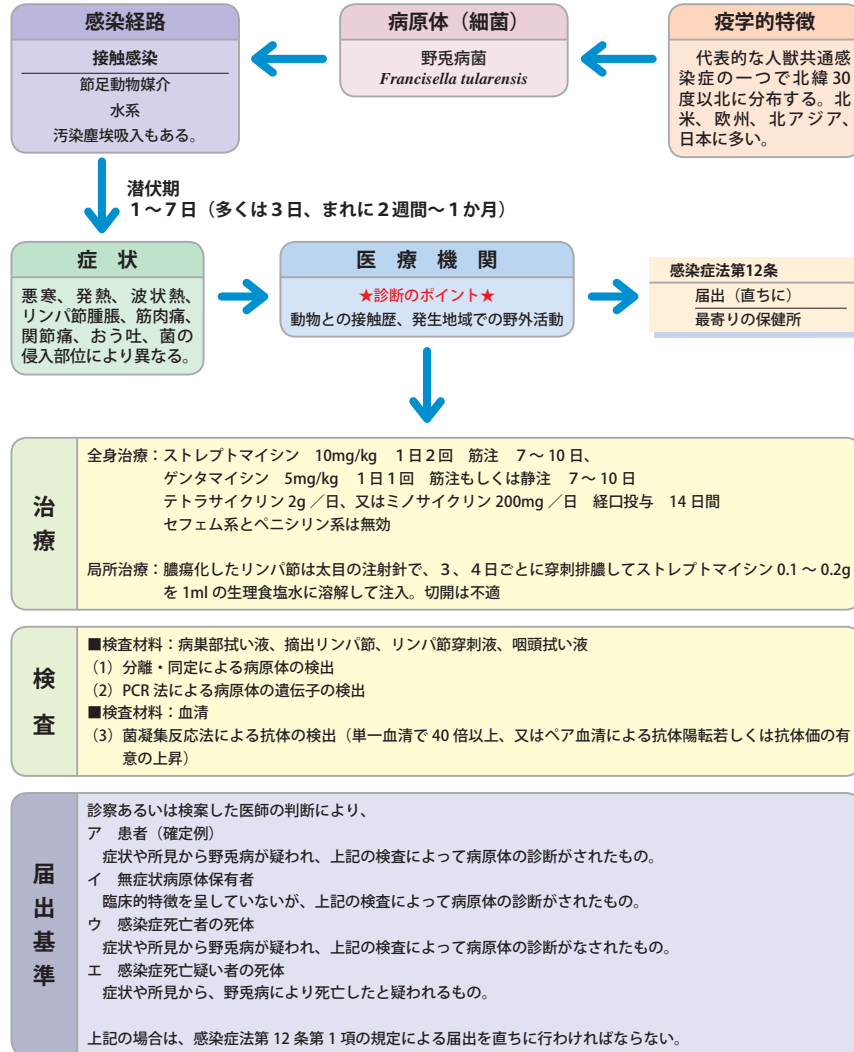 感染経路
接触感染
節足動物媒介
水系
汚染塵埃吸入もある。
病原体（細菌）
野兎病菌
Francisella tularensis
疫学的特徴
代表的な人獣共通感
染症の一つで北緯 30
度以北に分布する。北
米、欧州、北アジア、
日本に多い。
潜伏期
１〜７日（多くは３日、まれに２週間〜１か月）
症　状
悪寒、発熱、波状熱、
リンパ節腫脹、筋肉痛、
関節痛、おう吐、菌の
侵入部位により異なる。
医　療　機　関
★診断のポイント★
動物との接触歴、発生地域での野外活動
感染症法第12条
届出（直ちに）
最寄りの保健所
治療
全身治療：ストレプトマイシン　10mg/kg　１日２回　筋注　７〜 10 日、
ゲンタマイシン　5mg/kg　１日１回　筋注もしくは静注　７〜 10 日
テトラサイクリン 2g ／日、又はミノサイクリン 200mg ／日　経口投与　14 日間
セフェム系とペニシリン系は無効
局所治療：膿瘍化したリンパ節は太目の注射針で、３、４日ごとに穿刺排膿してストレプトマイシン 0.1 〜 0.2g
を 1ml の生理食塩水に溶解して注入。切開は不適
検査
■検査材料：病巣部拭い液、摘出リンパ節、リンパ節穿刺液、咽頭拭い液
（1）分離・同定による病原体の検出
（2）PCR 法による病原体の遺伝子の検出
■検査材料：血清
（3）菌凝集反応法による抗体の検出（単一血清で 40 倍以上、又はペア血清による抗体陽転若しくは抗体価の有
意の上昇）
届出基準
診察あるいは検案した医師の判断により、
ア　患者（確定例）
症状や所見から野兎病が疑われ、上記の検査によって病原体の診断がされたもの。
イ　無症状病原体保有者
臨床的特徴を呈していないが、上記の検査によって病原体の診断がされたもの。
ウ　感染症死亡者の死体
症状や所見から野兎病が疑われ、上記の検査によって病原体の診断がなされたもの。
エ　感染症死亡疑い者の死体
症状や所見から、野兎病により死亡したと疑われるもの。
上記の場合は、感染症法第 12 条第 1 項の規定による届出を直ちに行わければならない。